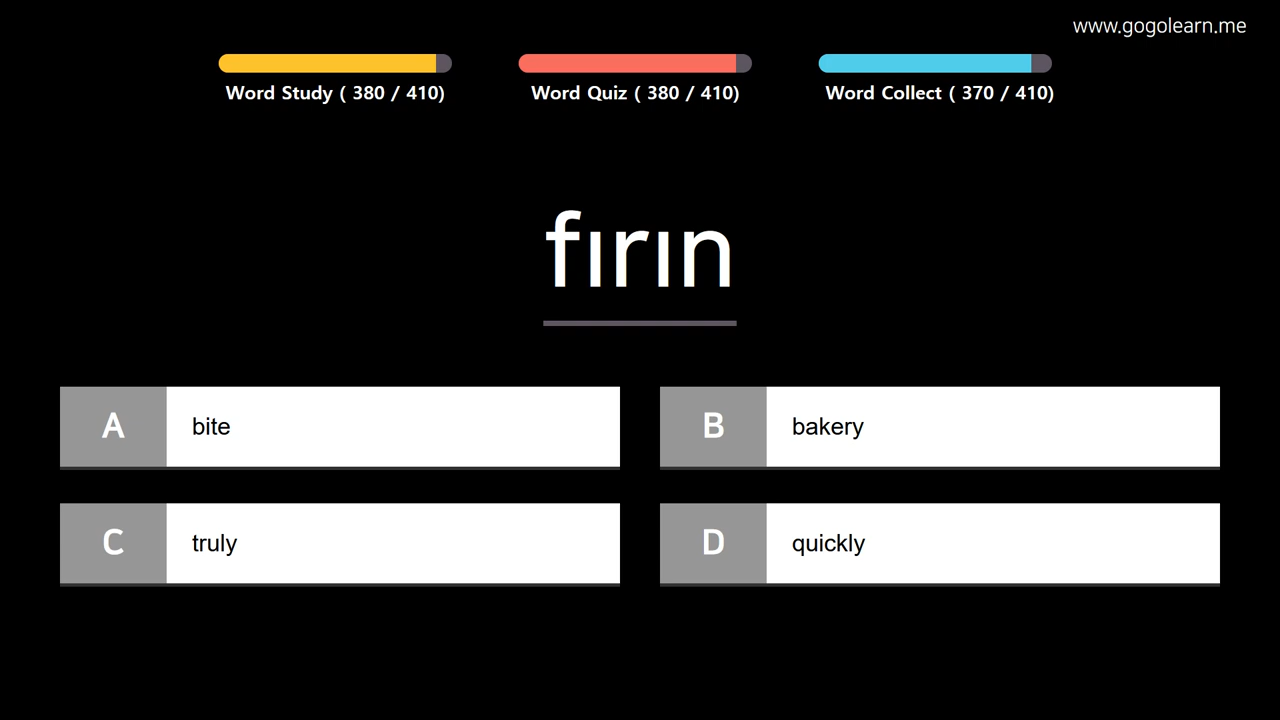 www.gogolearn.me
Word Study ( 380 / 410)
Word Quiz ( 380 / 410)
Word Collect ( 370 / 410)
fırın
A bite
B bakery
C truly
D quickly